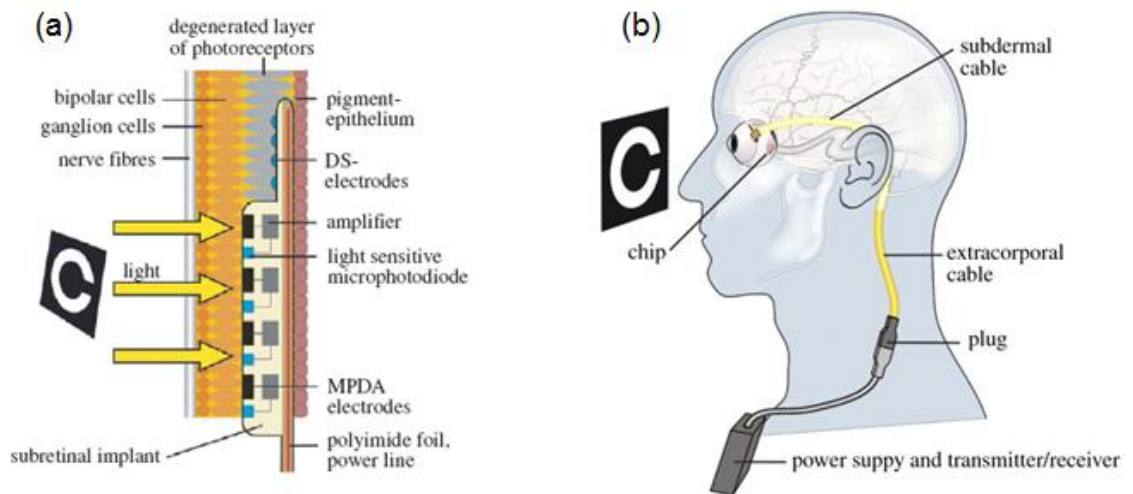 (a)
degenerated layer
of photoreceptors
bipolar cells
ganglion cells
nerve fibres
pigment-
epithelium
DS-
electrodes
amplifier
light sensitive
microphotodiode
light
C
MPDA
electrodes
subretinal implant
polyimide foil,
power line
(b)
subdermal
cable
C
chip
extracorporal
cable
plug
power suppy and transmitter/receiver